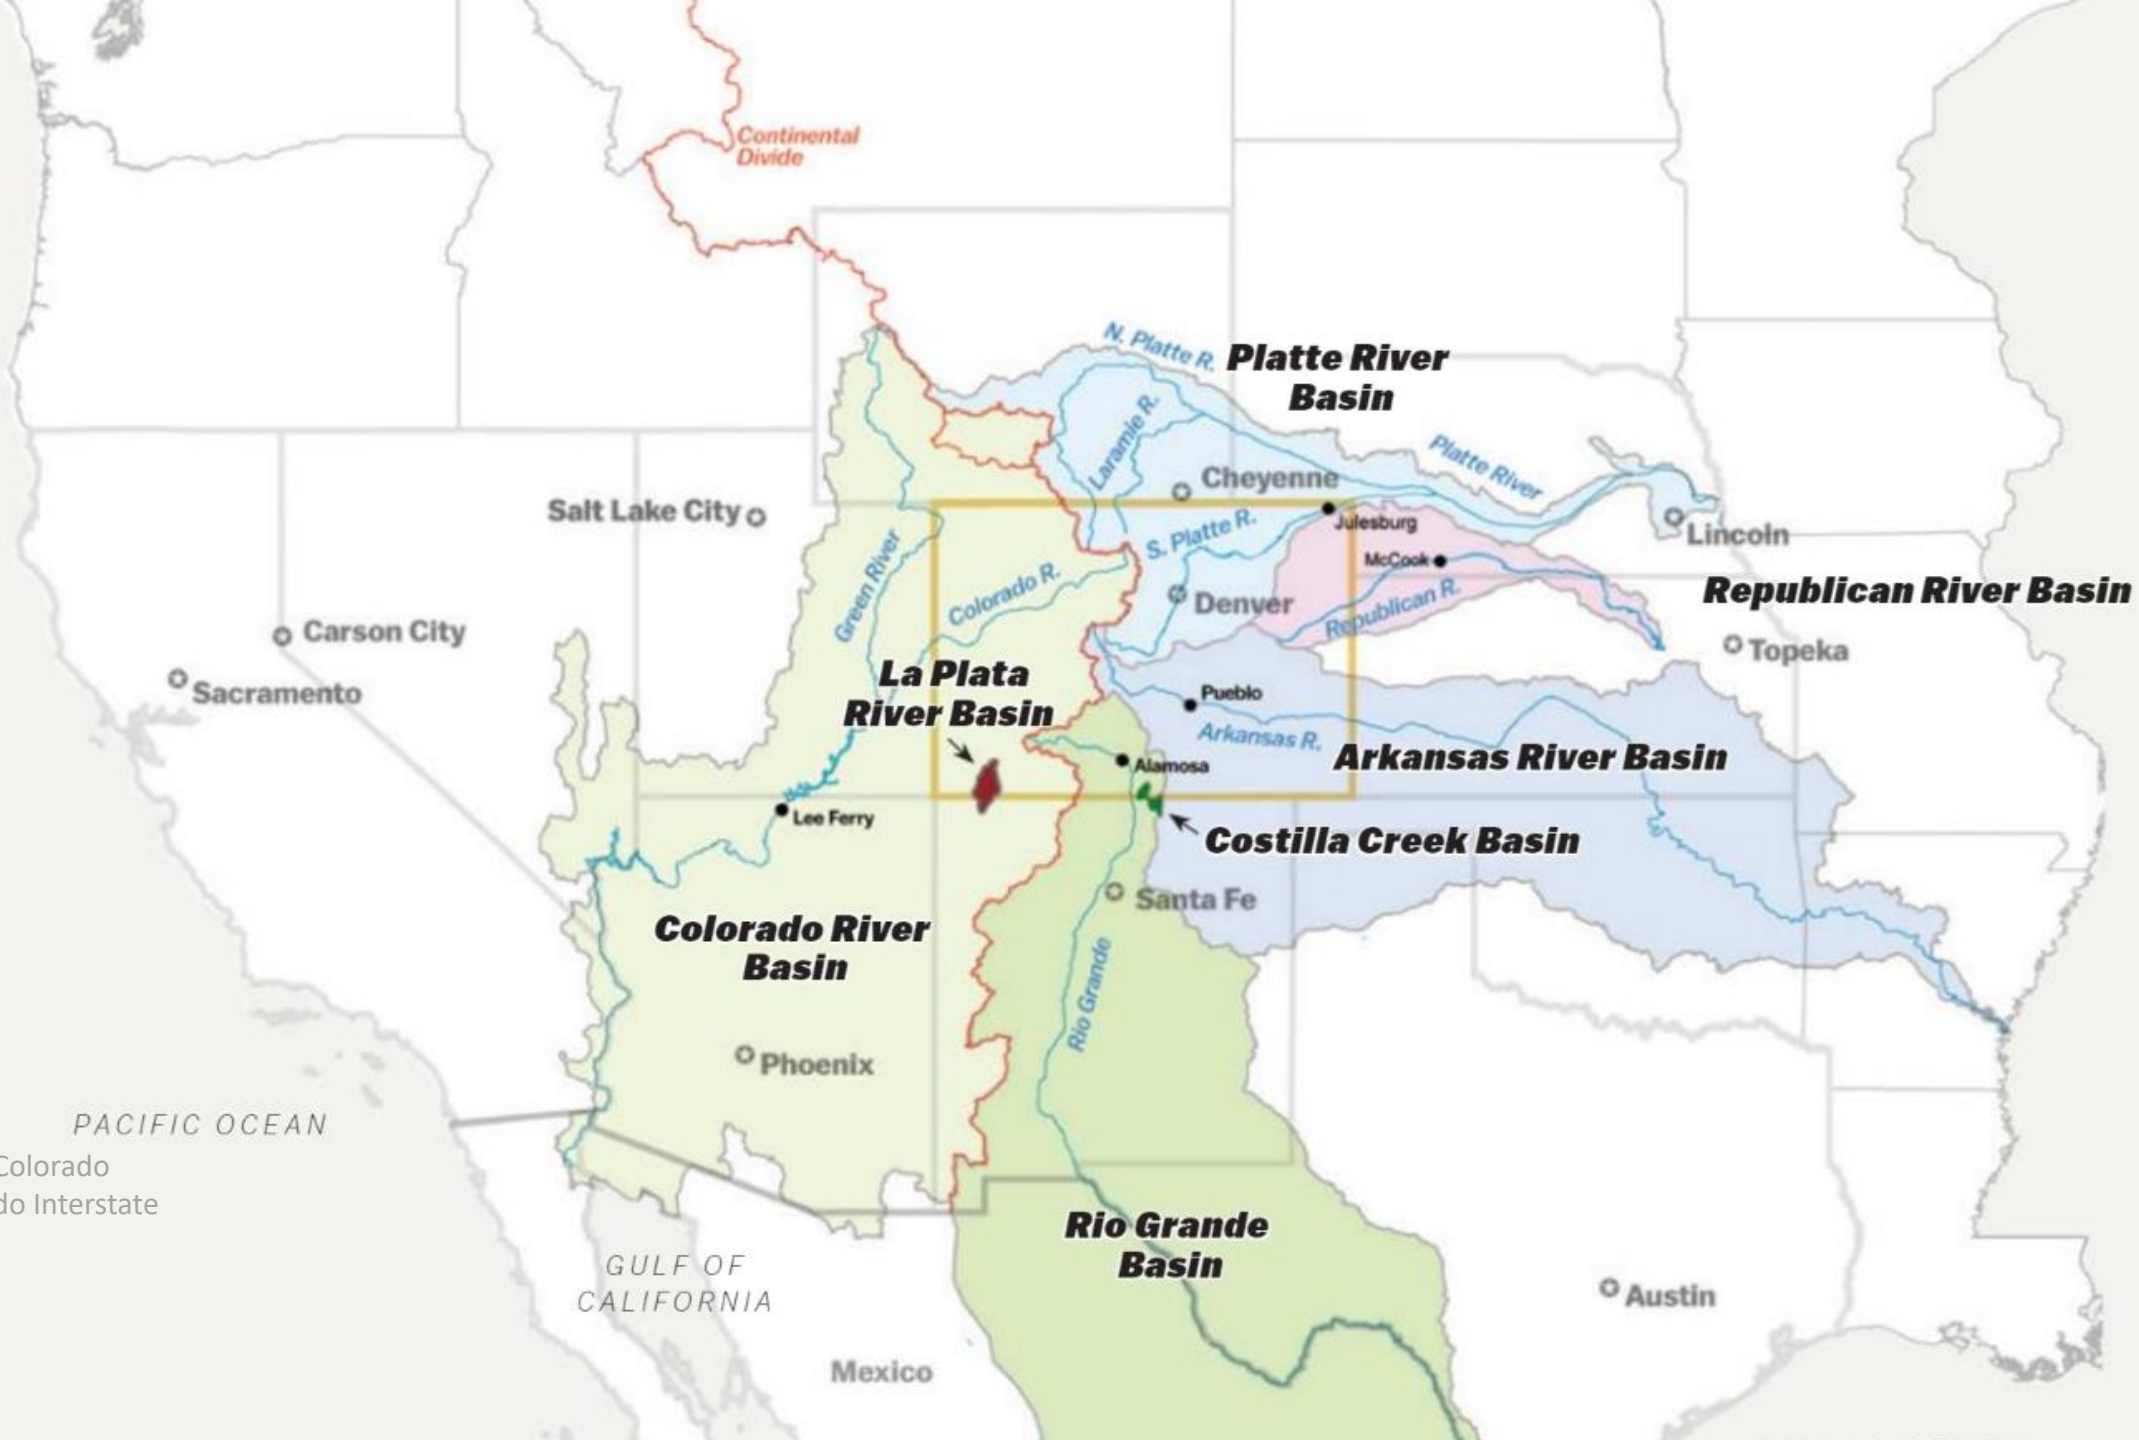 Continental
Divide
N. Platte R.
Platte River
Basin
Laramie R.
Platte River
Cheyenne
Salt Lake City
Julesburg
S. Platte R.
Lincoln
Green River
Colorado R.
McCook
Denver
Republican R.
Republican River Basin
Carson City
Topeka
Sacramento
La Plata
River Basin
Pueblo
Arkansas R.
Arkansas River Basin
Alamosa
Lee Ferry
Costilla Creek Basin
Santa Fe
Colorado River
Basin
Rio Grande
Phoenix
PACIFIC OCEAN
Colorado
do Interstate
Rio Grande
Basin
GULF OF
CALIFORNIA
Austin
Mexico